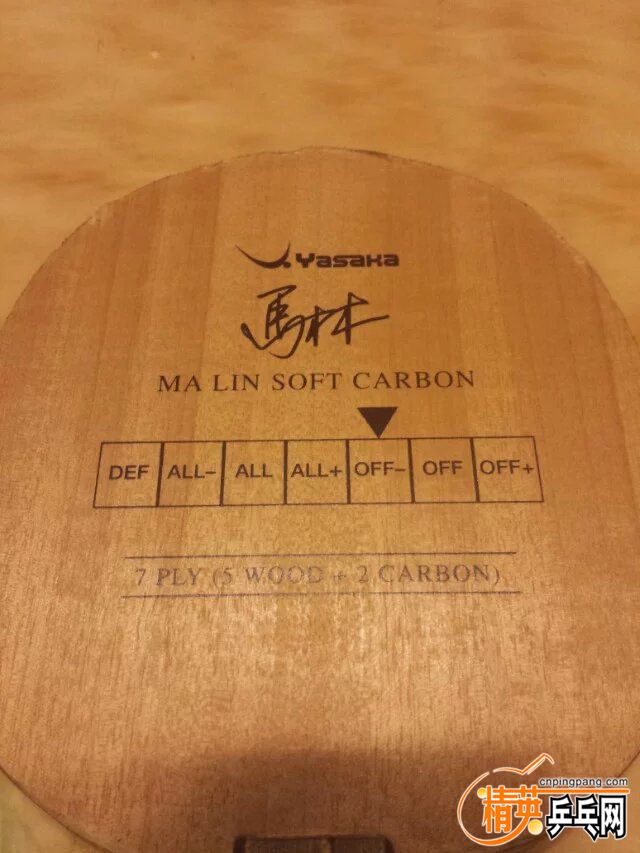 Yasaka
馬林
MA LIN SOFT CARBON
DEF ALL- ALL ALL+ OFF- OFF OFF+
7 PLY (5 WOOD + 2 CARBON)
cnpingpang.com
精英乒乓网